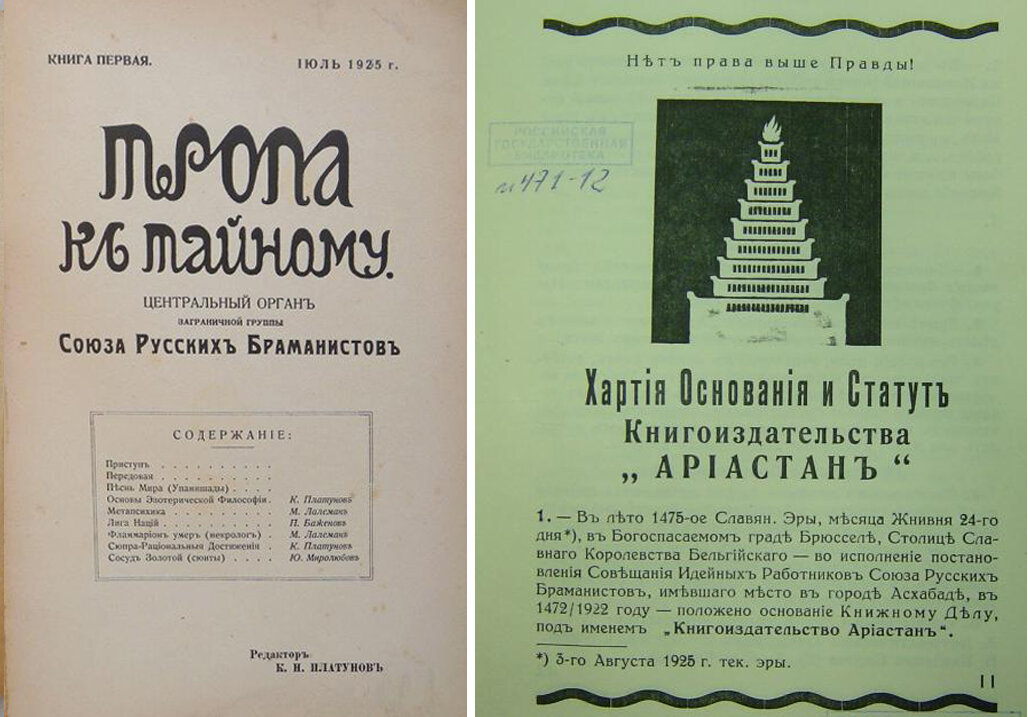 КНИГА ПЕРВАЯ.
ІЮЛЬ 1925 г.
ТРОПА
КЪ ТАЙНОМУ.
ЦЕНТРАЛЬНЫЙ ОРГАНЪ
ЗАГРАНИЧНОЙ ГРУППЫ
СОЮЗА РУССКИХЪ БРАМАНИСТОВЪ
СОДЕРЖАНІЕ:
Приступъ . . . . . . . . . .
Передовая . . . . . . . . . .
Пѣснь Мира (Упанишады) . . . .
Основы Эзотерической Философіи . К. Платуновъ
Метапсихика . . . . . . . . . М. Лалемакъ
Лига Націй . . . . . . . . . . П. Баженовъ
Фламмаріонъ умеръ (некрологъ) . М. Лалемакъ
Сюпра-Раціональныя Достюженія . К. Платуновъ
Сосудъ Золотой (сюиты) . . . . Ю. Миролюбовъ
Редакторъ
К. Н. ПЛАТУНОВЪ
Нѣтъ права выше Правды!
РОССИЙСКАЯ
ГОСУДАРСТВЕННАЯ
БИБЛИОТЕКА
471-12
Хартія Основанія и Статутъ
Книгоиздательства
„ АРІАСТАНЪ “
1. — Въ лѣто 1475-ое Славян. Эры, мѣсяца Жнивня 24-го
дня*), въ Богоспасаемомъ градѣ Брюсселѣ, Столицѣ Сла-
внаго Королевства Бельгійскаго — во исполненіе постано-
вленія Совѣщанія Идейныхъ Работниковъ Союза Русскихъ
Браманистовъ, имѣвшаго мѣсто въ городѣ Асхабадѣ, въ
1472/1922 году — положено основаніе Книжному Дѣлу,
подъ именемъ „Книгоиздательство Аріастанъ“.
*) 3-го Августа 1925 г. тек. эры.
11